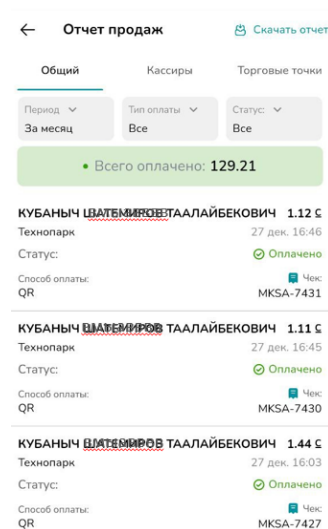 Отчет продаж
Скачать отчет
Общий
Кассиры
Торговые точки
Период
Тип оплаты
Статус:
За месяц
Все
Все
Всего оплачено: 129.21
КУБАНЫЧ ТААЛАЙБЕКОВИЧ 1.12 с
Технопарк
27 дек. 16:46
Статус:
Оплачено
Способ оплаты:
Чек:
QR
MKSA-7431
КУБАНЫЧ ТААЛАЙБЕКОВИЧ 1.11 с
Технопарк
27 дек. 16:45
Статус:
Оплачено
Способ оплаты:
Чек:
QR
MKSA-7430
КУБАНЫЧ ТААЛАЙБЕКОВИЧ 1.44 с
Технопарк
27 дек. 16:03
Статус:
Оплачено
Способ оплаты:
Чек:
QR
MKSA-7427